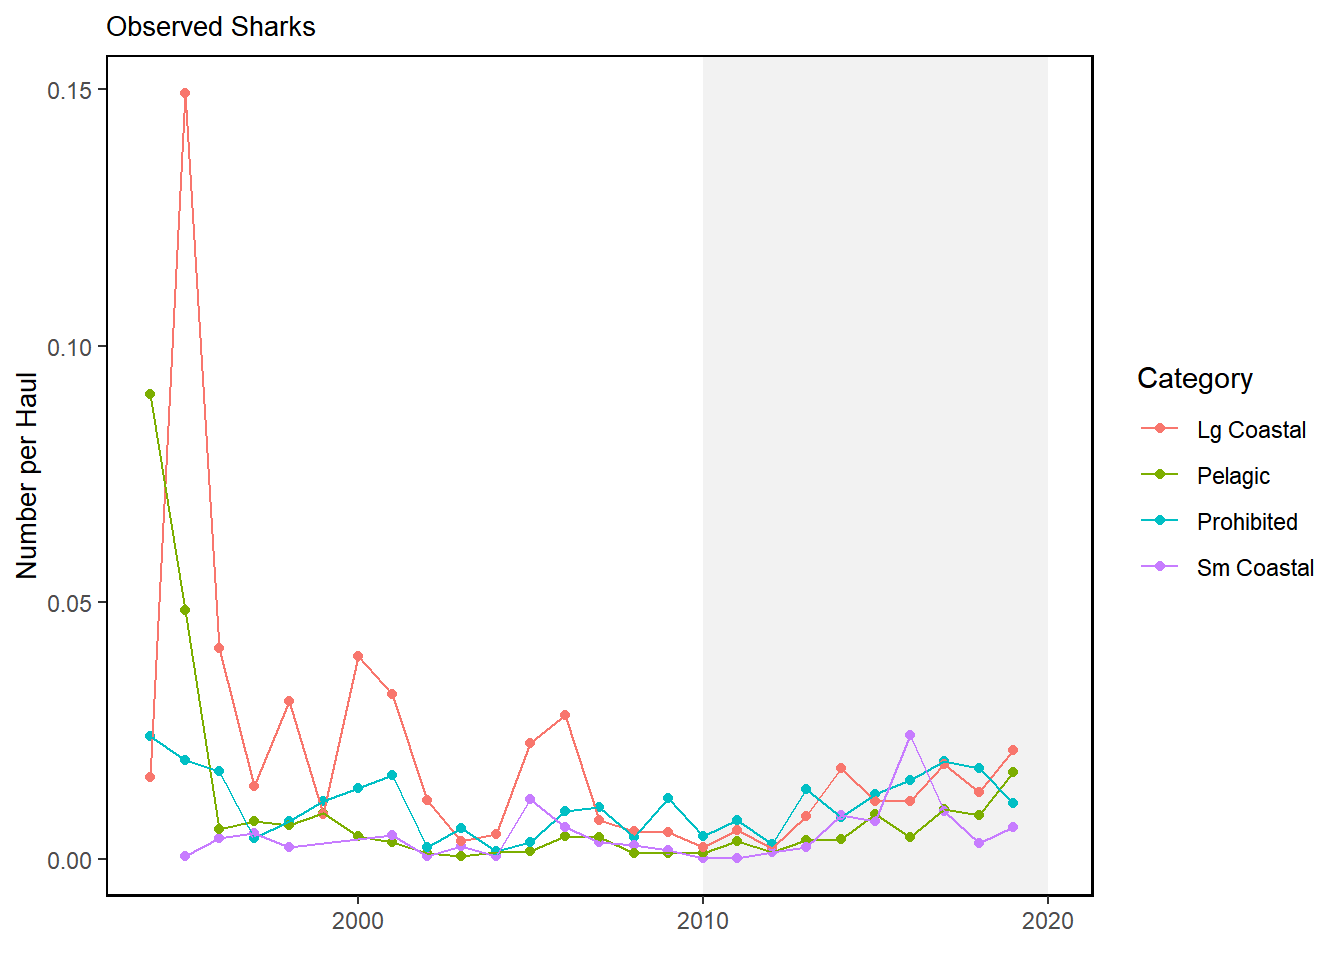 Observed Sharks
Number per Haul
0.15
0.10
0.05
0.00
2000
2010
2020
Category
Lg Coastal
Pelagic
Prohibited
Sm Coastal